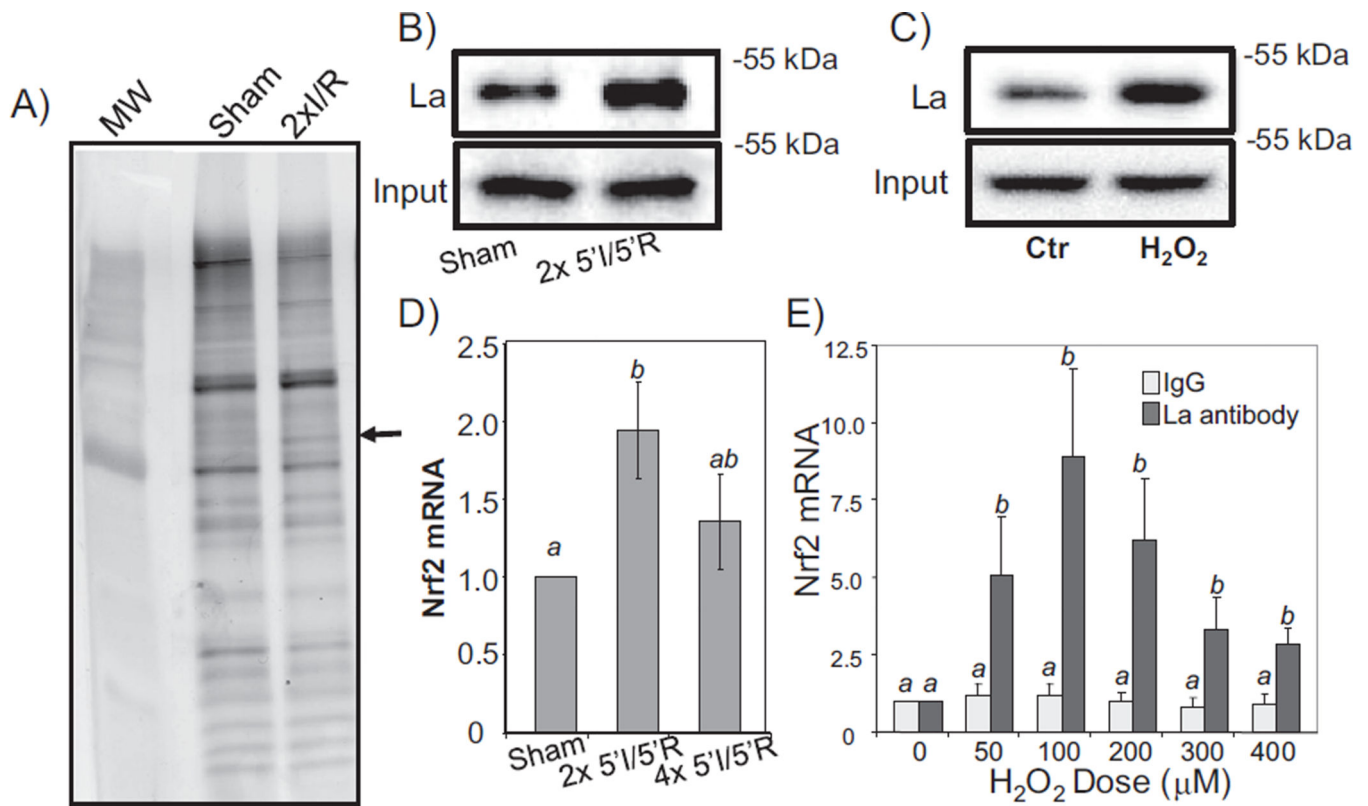 A)
MW
Sham
2xI/R
B)
La
-55 kDa
-55 kDa
Input
Sham
2x 5'I/5'R
C)
La
-55 kDa
-55 kDa
Input
Ctr
H₂O₂
D)
Nrf2 mRNA
2.5
2.0
1.5
1.0
0.5
0
a
b
ab
Sham
2x 5'I/5'R
4x 5'I/5'R
E)
Nrf2 mRNA
12.5
10.0
7.5
5.0
2.5
0
IgG
La antibody
a a
a b
a b
a b
a b
a b
0 50 100 200 300 400
H₂O₂ Dose (μM)